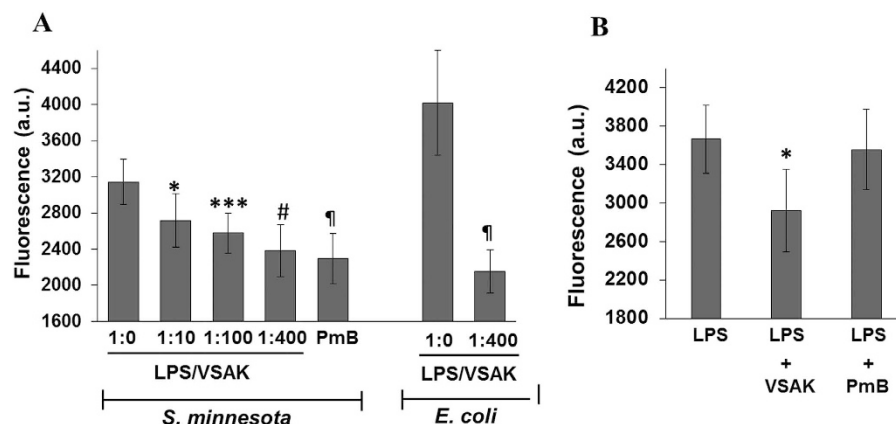 A
Fluorescence (a.u.)
4400
4000
3600
3200
2800
2400
2000
1600
*
***
#
¶
¶
1:0 1:10 1:100 1:400 PmB 1:0 1:400
LPS/VSAK LPS/VSAK
S. minnesota E. coli
B
Fluorescence (a.u.)
4200
3800
3400
3000
2600
2200
1800
*
LPS LPS LPS
+ +
VSAK PmB